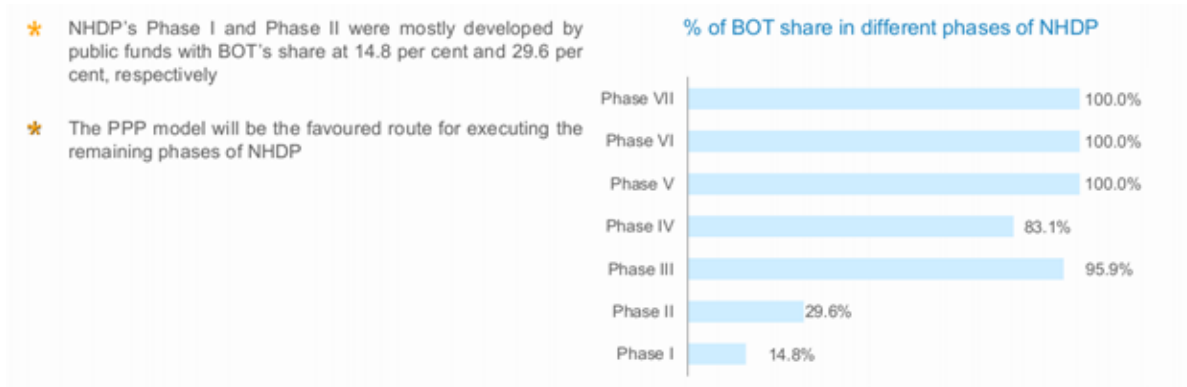 NHDP's Phase I and Phase II were mostly developed by
public funds with BOT's share at 14.8 per cent and 29.6 per
cent, respectively
The PPP model will be the favoured route for executing the
remaining phases of NHDP
% of BOT share in different phases of NHDP
Phase VII 100.0%
Phase VI 100.0%
Phase V 100.0%
Phase IV 83.1%
Phase III 95.9%
Phase II 29.6%
Phase I 14.8%